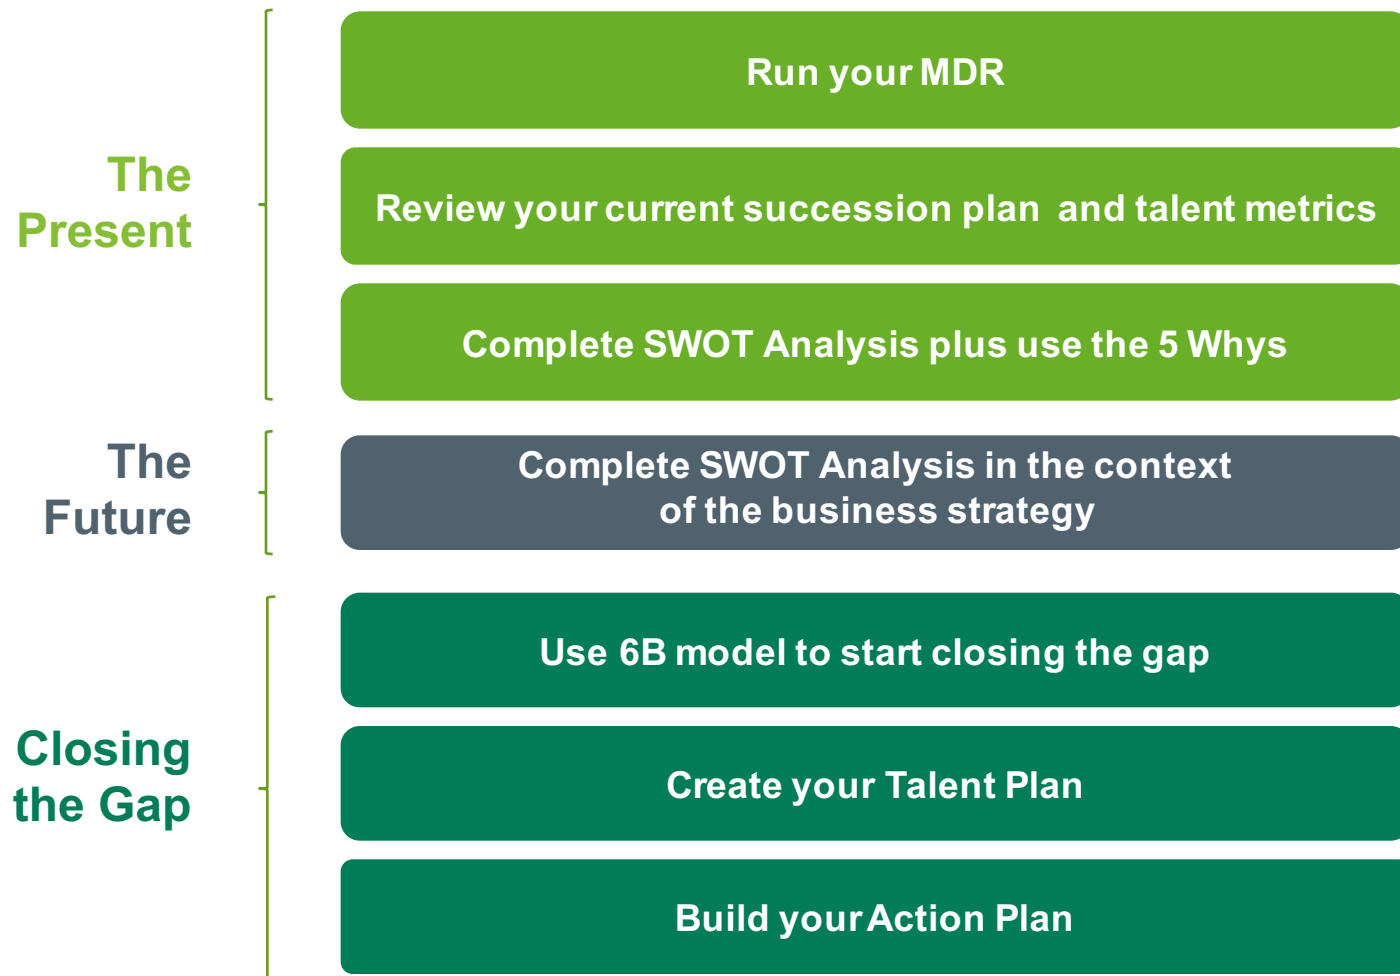 The
Present
Run your MDR
Review your current succession plan and talent metrics
Complete SWOT Analysis plus use the 5 Whys
The
Future
Complete SWOT Analysis in the context
of the business strategy
Closing
the Gap
Use 6B model to start closing the gap
Create your Talent Plan
Build your Action Plan